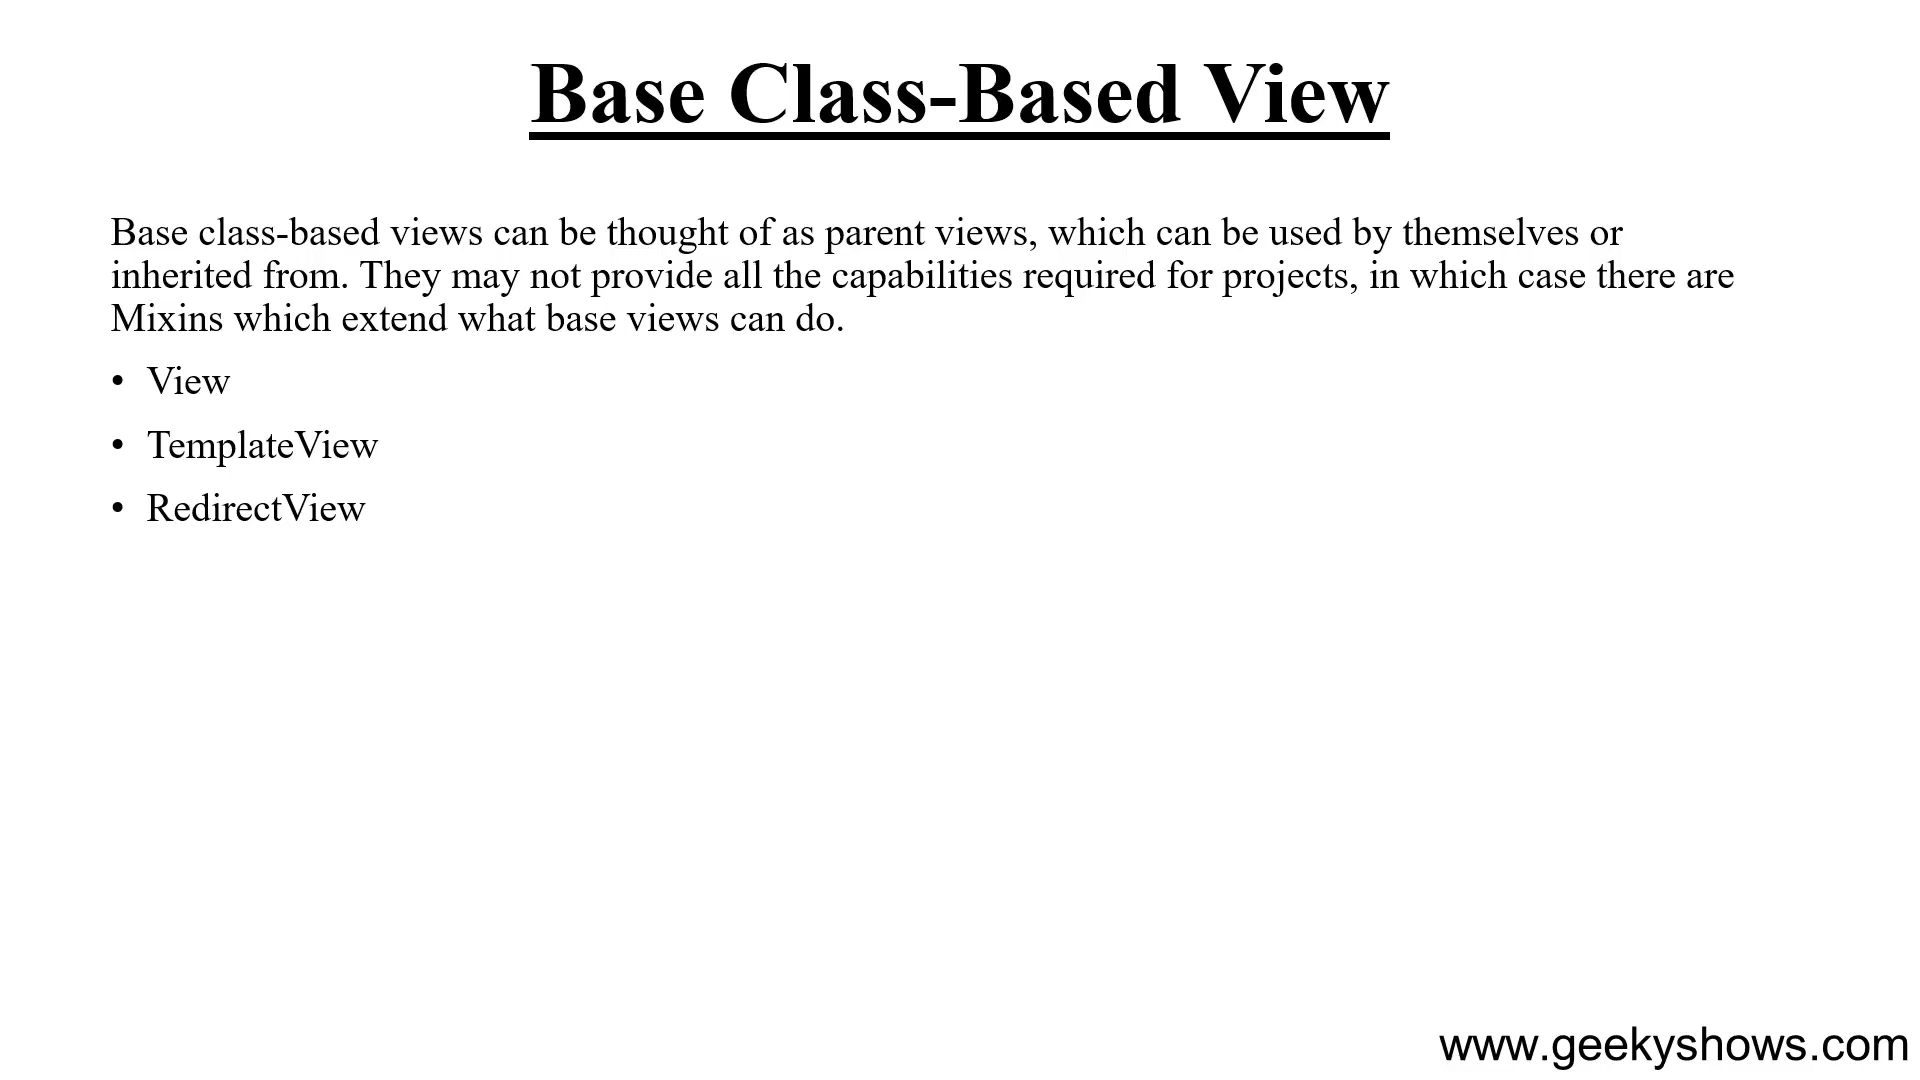 Base Class-Based View
Base class-based views can be thought of as parent views, which can be used by themselves or
inherited from. They may not provide all the capabilities required for projects, in which case there are
Mixins which extend what base views can do.
• View
• TemplateView
• RedirectView
www.geekyshows.com